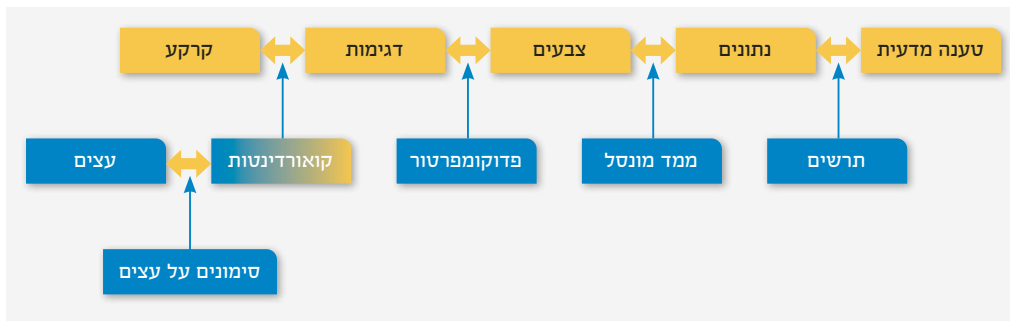 טענה מדעית
נתונים
צבעים
דגימות
קרקע
תרשים
ממד מונסל
פדוקומפרטור
קואורדינטות
עצים
סימונים על עצים